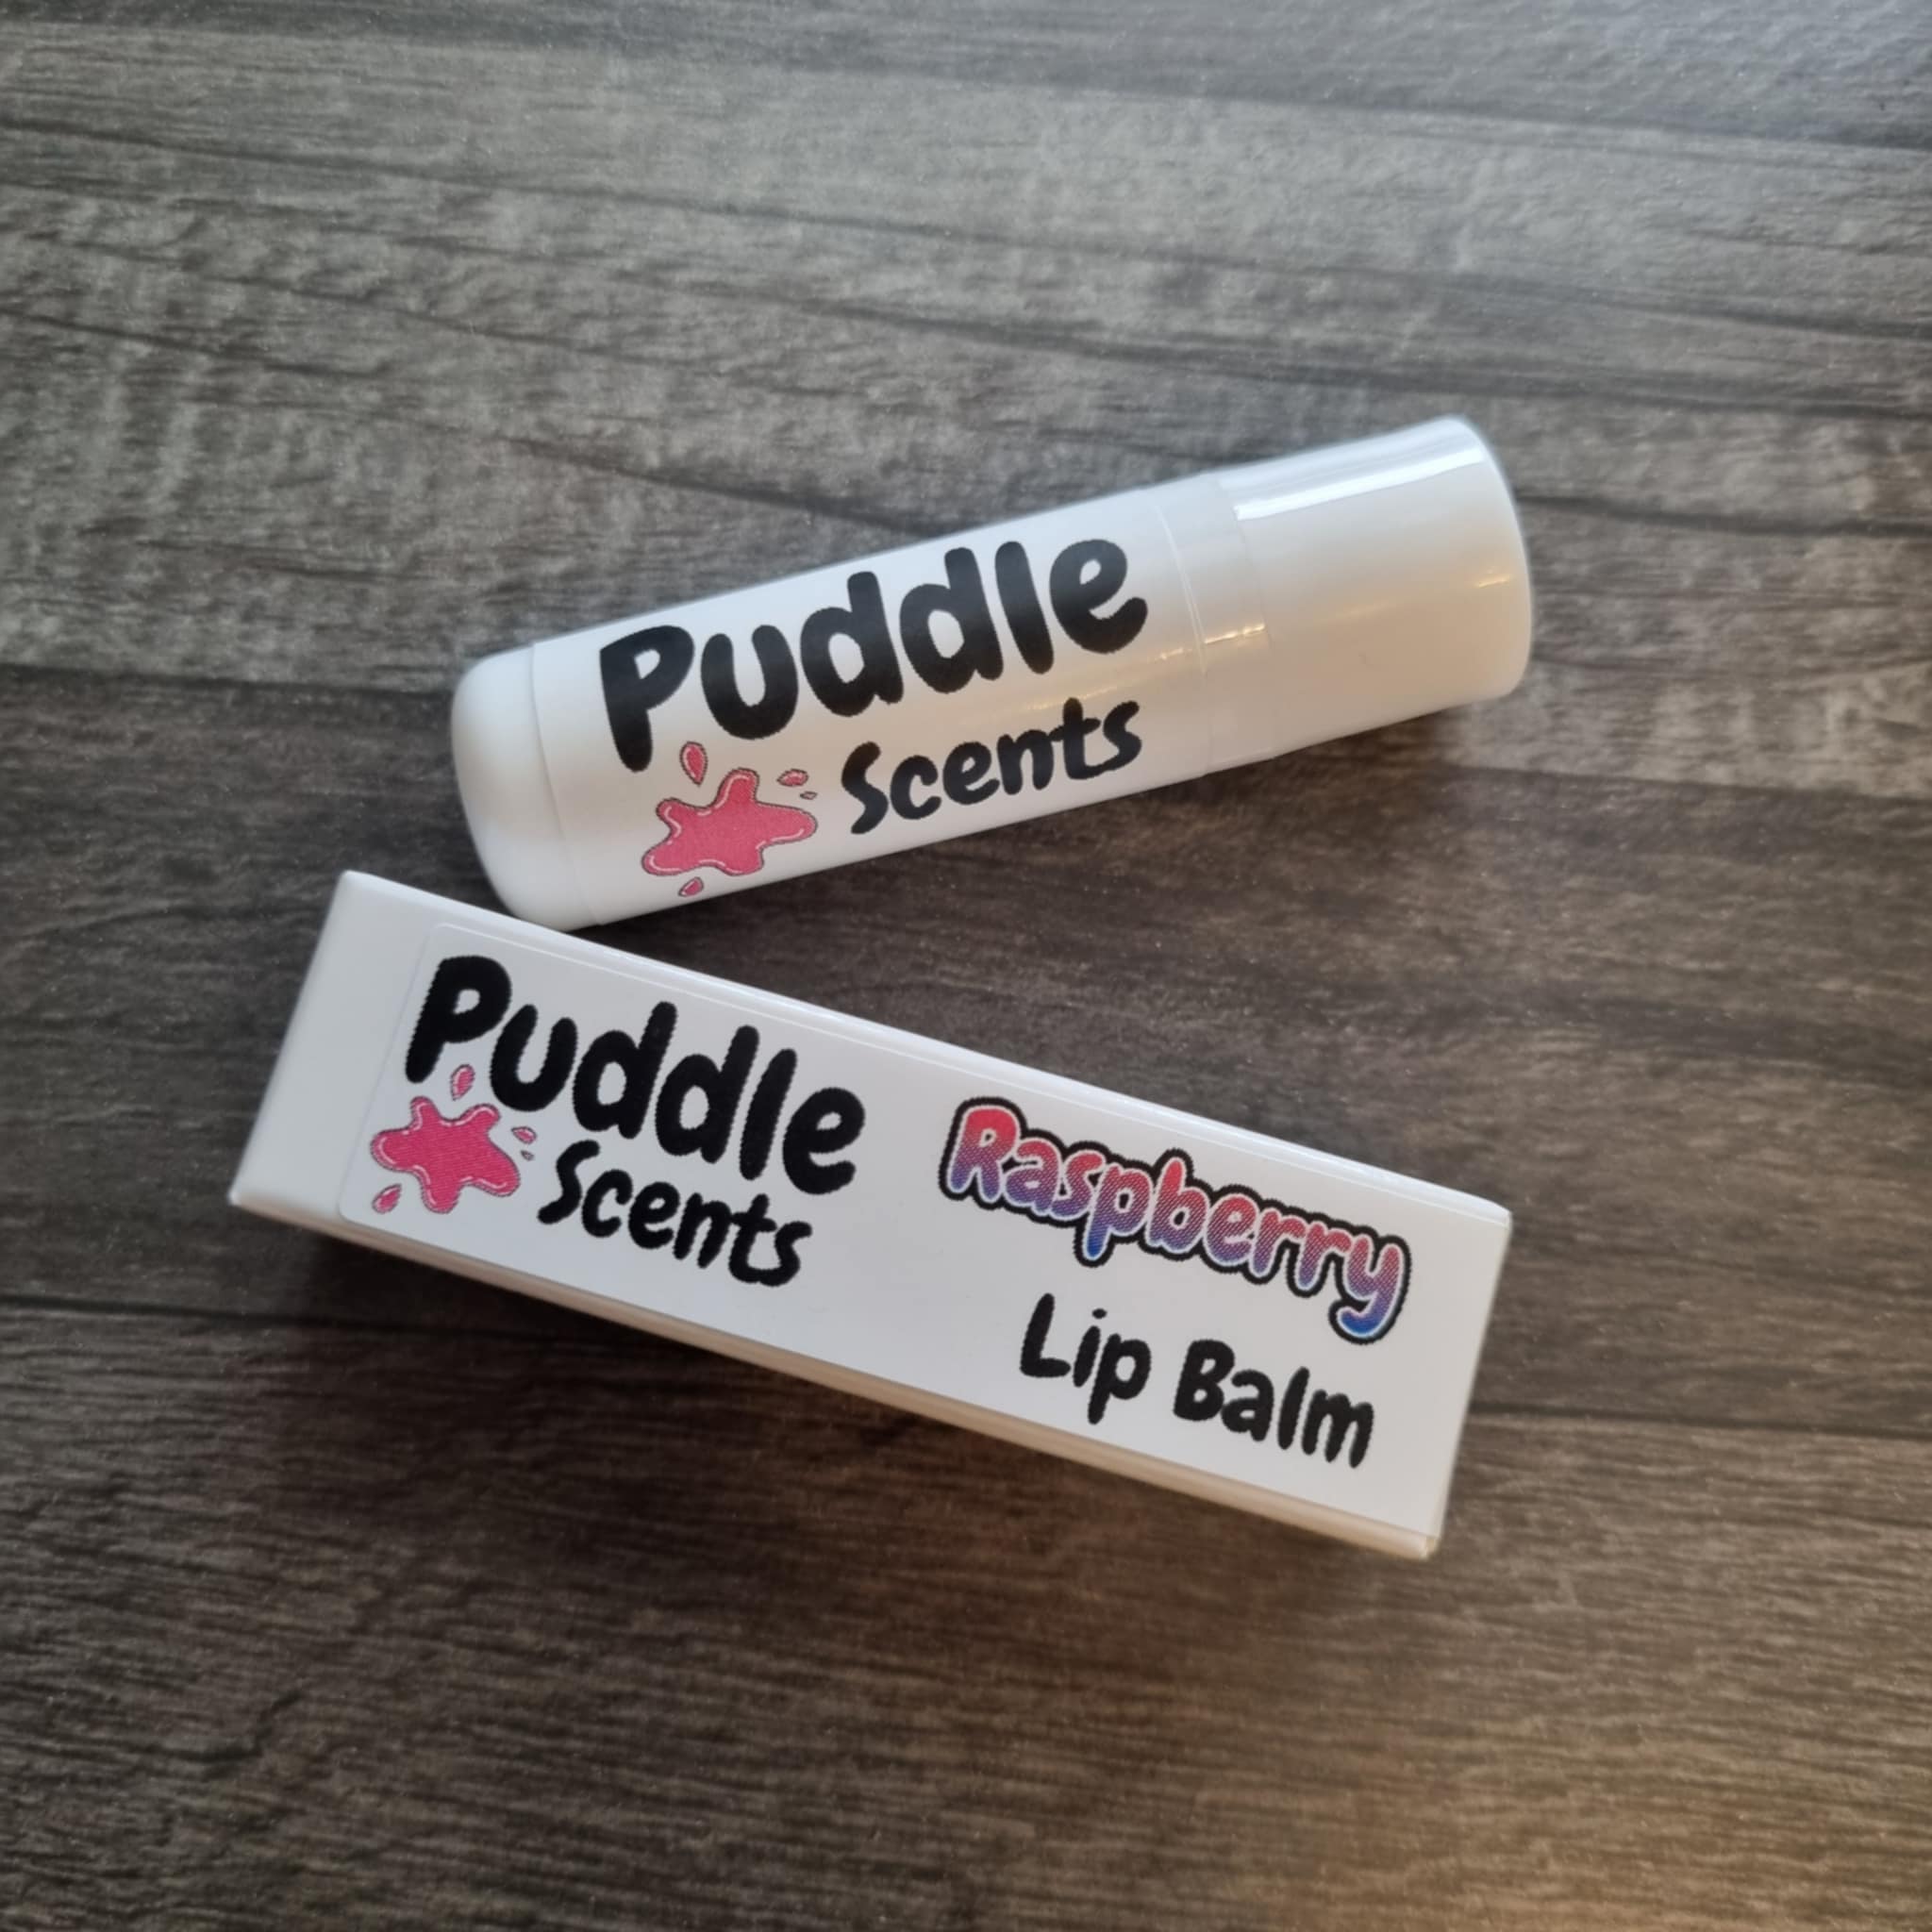 Puddle
Scents
Puddle
Scents
Raspberry
Lip Balm